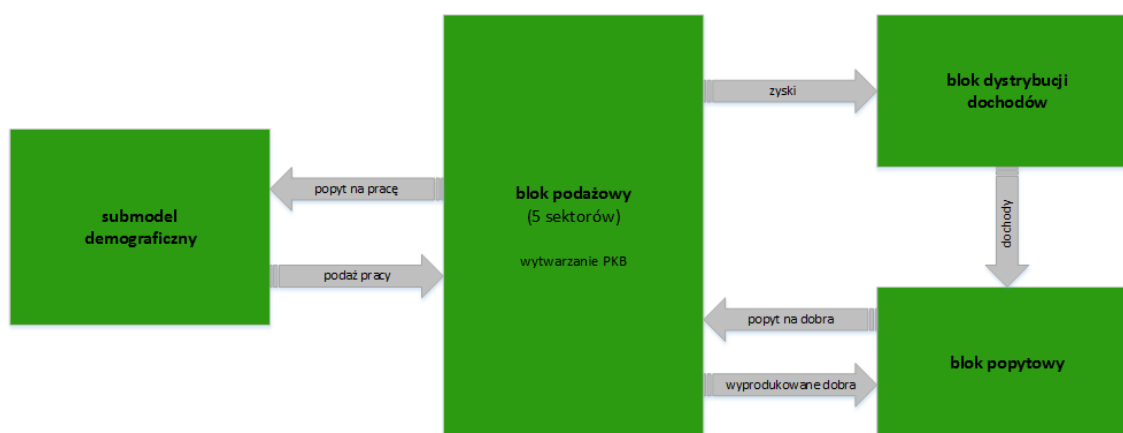 zyski
blok dystrybucji
dochodów
popyt na pracę
blok podażowy
(5 sektorów)
submodel
demograficzny
dochody
podaż pracy
wytwarzanie PKB
popyt na dobra
blok popytowy
wyprodukowane dobra